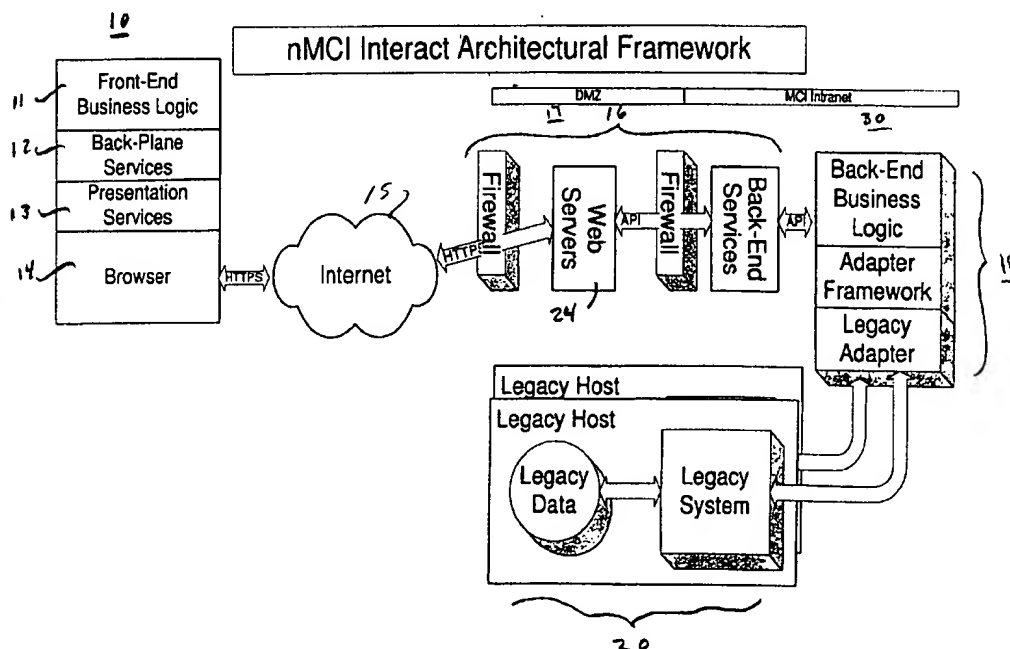 10
nMCI Interact Architectural Framework
11
Front-End
Business Logic
12
Back-Plane
Services
13
Presentation
Services
14
Browser
HTTPS
15
Internet
HTTPS
DMZ
MCI Intranet
17
16
30
Firewall
Web
Servers
24
API
Firewall
Back-End
Services
API
Back-End
Business
Logic
Adapter
Framework
Legacy
Adapter
Legacy Host
Legacy Host
Legacy
Data
Legacy
System